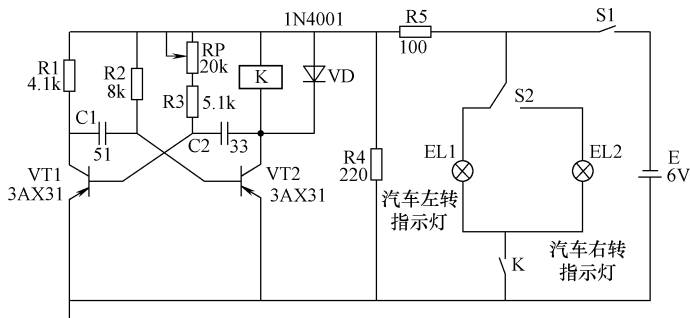 1N4001
R5
100
S1
R1
4.1k
R2
8k
RP
20k
K
VD
R3
5.1k
S2
C1
51
C2
33
R4
220
EL1
EL2
E
6V
VT1
3AX31
VT2
3AX31
汽车左转
指示灯
汽车右转
指示灯
K